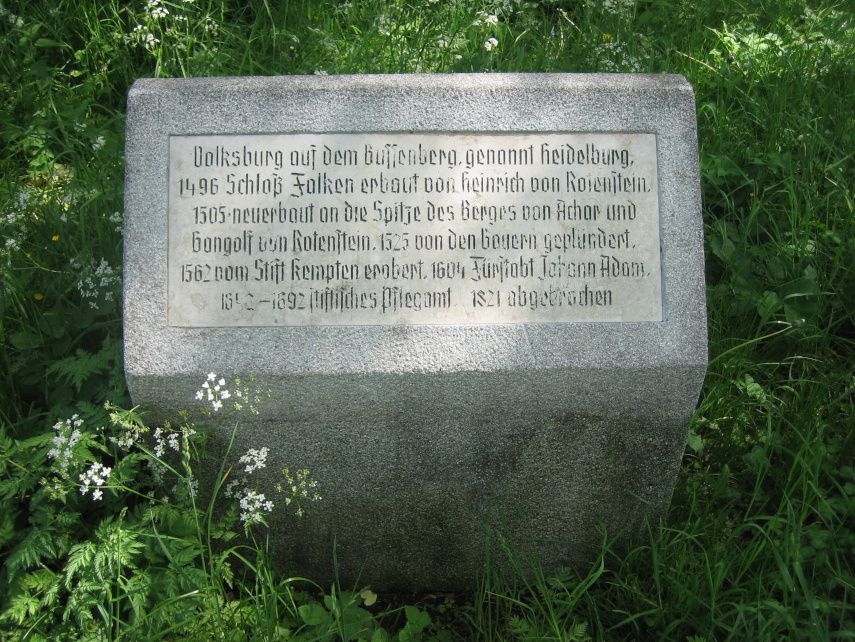 Volksburg auf dem Bussenberg, genannt Heidelburg,
1496 Schloß Falken erbaut von Heinrich von Rotenstein.
1505 neuerbaut an die Spitze des Berges von Achar und
Gangolf von Rotenstein. 1525 von den Bauern geplündert.
1562 vom Stift Kempten erobert. 1604 Fürstabt Johann Adam.
1692 stiftisches Pflegamt 1821 abgebrochen